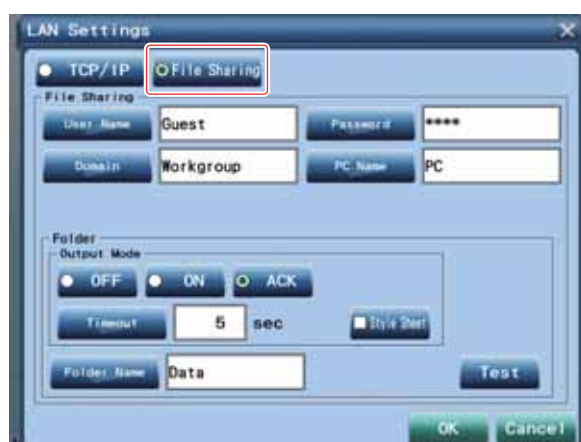 LAN Settings
TCP/IP File Sharing
File Sharing
User Name Guest Password ****
Domain Workgroup PC Name PC
Folder
Output Mode
OFF ON ACK
Timeout 5 sec Style Sheet
Folder Name Data Test
OK Cancel